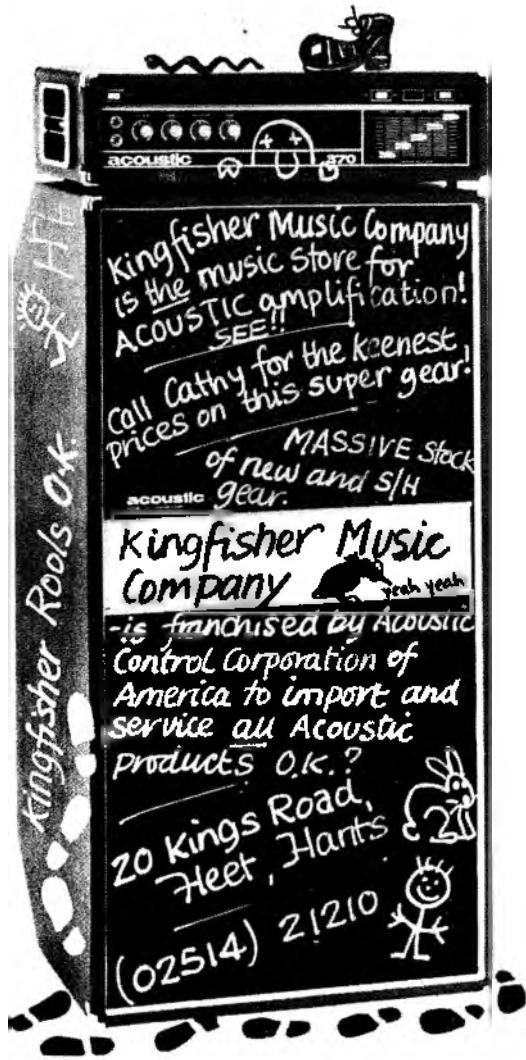 acoustic
370
Kingfisher Music Company
is the music store for
ACOUSTIC amplification!
SEE!!
Call Cathy for the keenest
prices on this super gear!
MASSIVE stock
of new and S/H
gear.
acoustic
Kingfisher Music
Company
yeah yeah
-is franchised by Acoustic
Control Corporation of
America to import and
service all Acoustic
products O.K.?
20 Kings Road,
Fleet, Hants
(02514) 21210
Kingfisher Rools O.K.